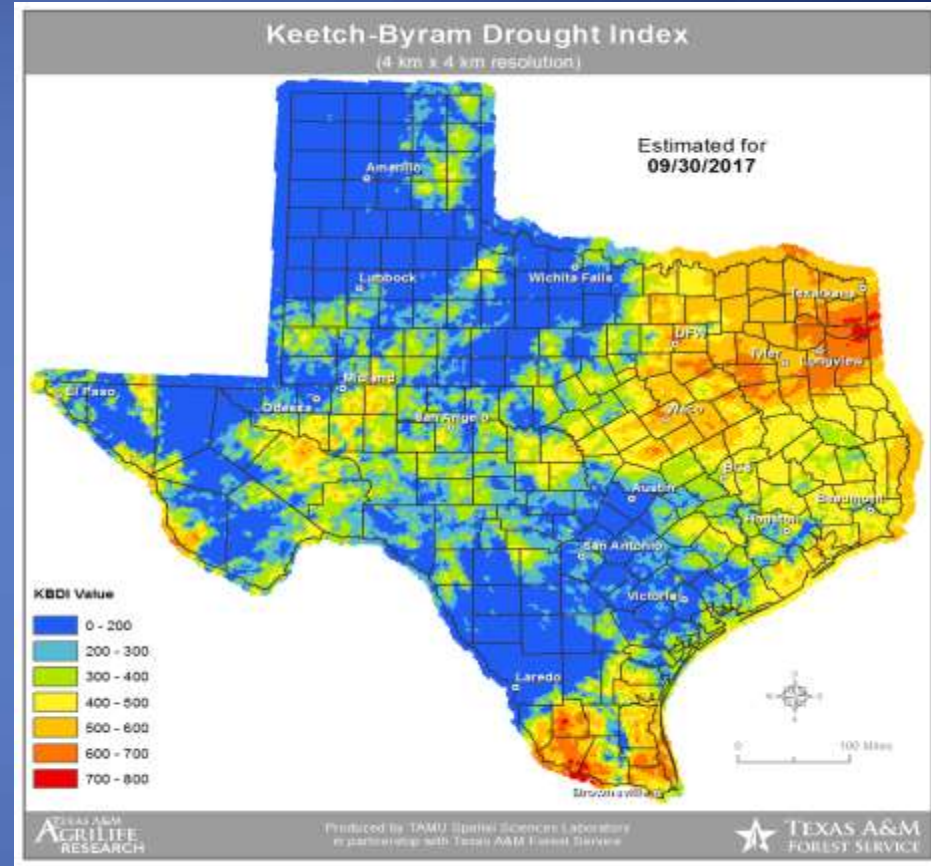 Keetch-Byram Drought Index
(4 km x 4 km resolution)
Estimated for
09/30/2017
Amarillo
Lubbock
Wichita Falls
Texarkana
DFW
Tyler
Longview
El Paso
Midland
Odessa
San Angelo
Waco
BCS
Austin
Beaumont
Houston
San Antonio
Victoria
Laredo
Brownsville
KBDI Value
0 - 200
200 - 300
300 - 400
400 - 500
500 - 600
600 - 700
700 - 800
0 100 Miles
TEXAS A&M
AGRILIFE
RESEARCH
Produced by TAMU Spatial Sciences Laboratory
in partnership with Texas A&M Forest Service
TEXAS A&M
FOREST SERVICE